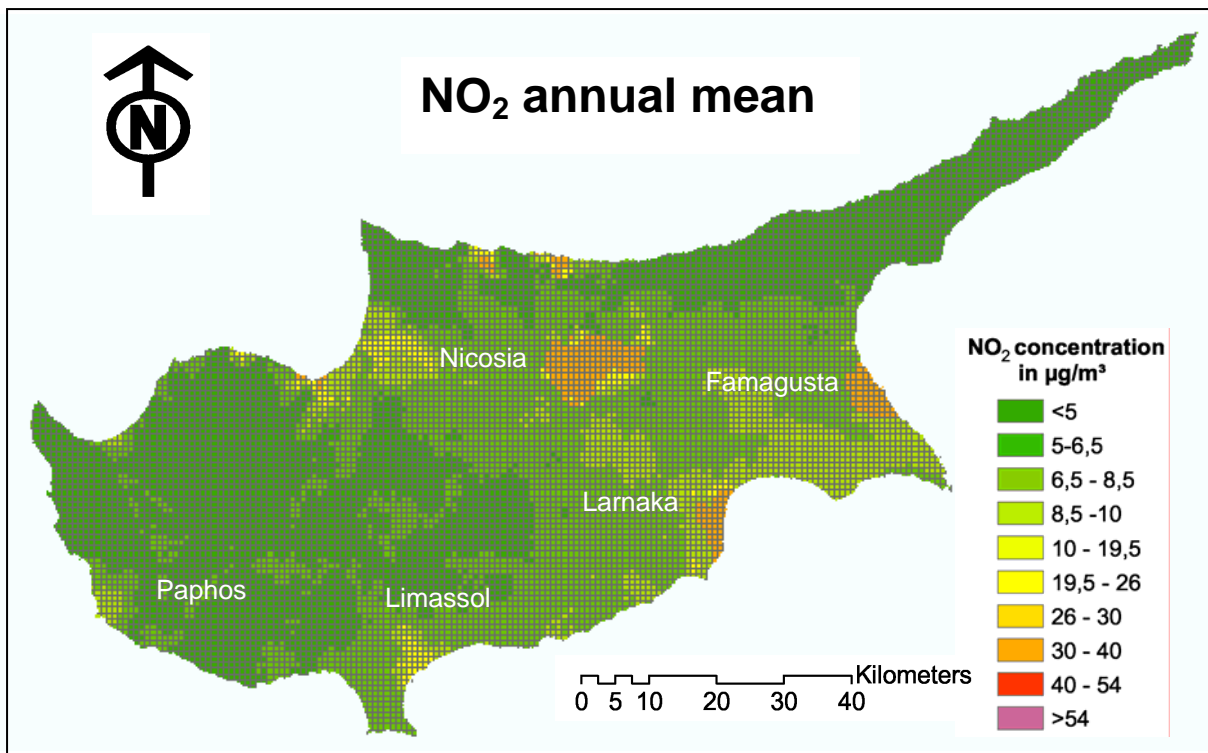 N
NO₂ annual mean
Nicosia
Famagusta
Larnaka
Paphos
Limassol
NO₂ concentration
in µg/m³
<5
5-6,5
6,5 - 8,5
8,5 -10
10 - 19,5
19,5 - 26
26 - 30
30 - 40
40 - 54
>54
Kilometers
0 5 10 20 30 40